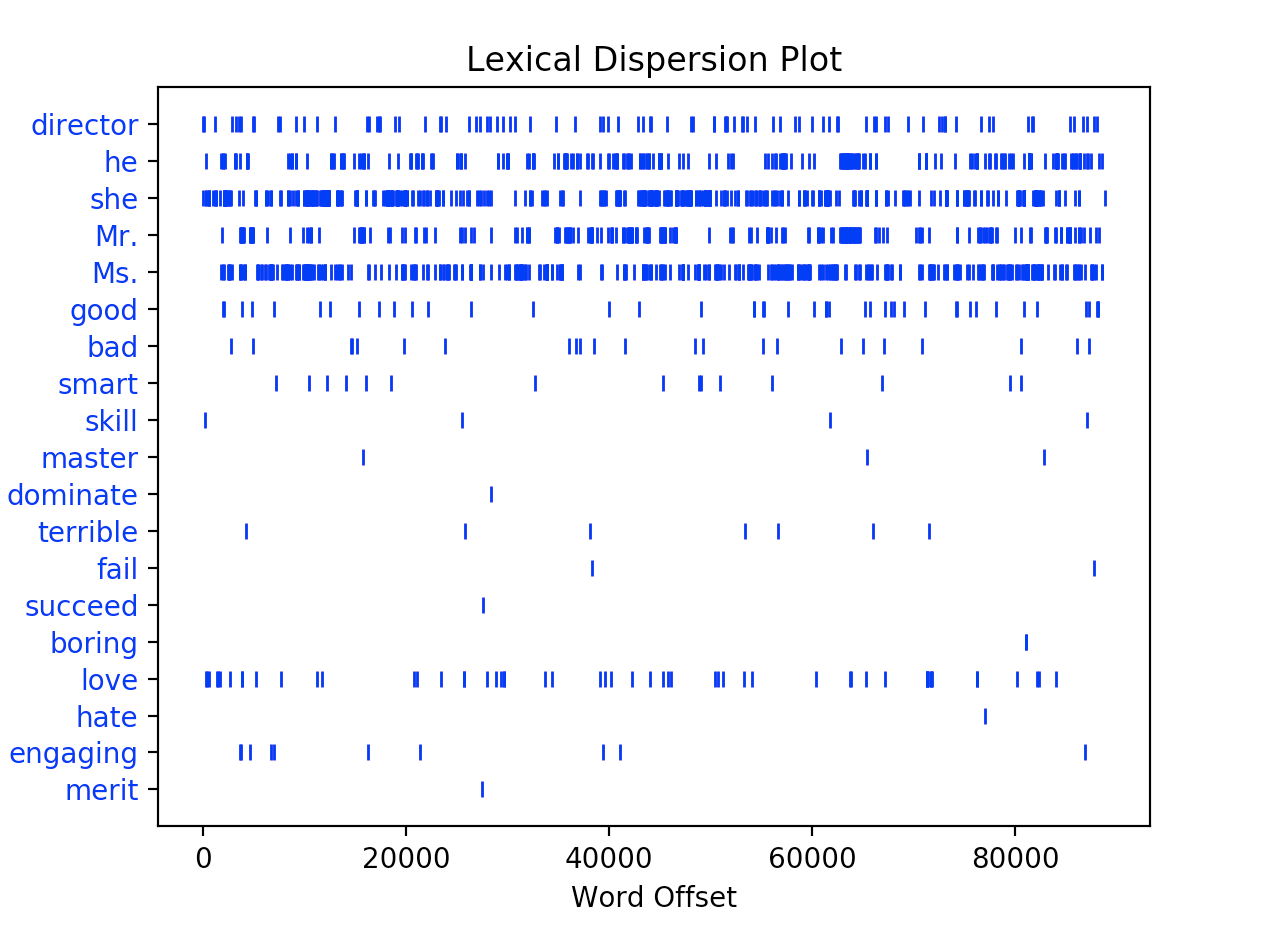 Lexical Dispersion Plot
director
he
she
Mr.
Ms.
good
bad
smart
skill
master
dominate
terrible
fail
succeed
boring
love
hate
engaging
merit
0 20000 40000 60000 80000
Word Offset